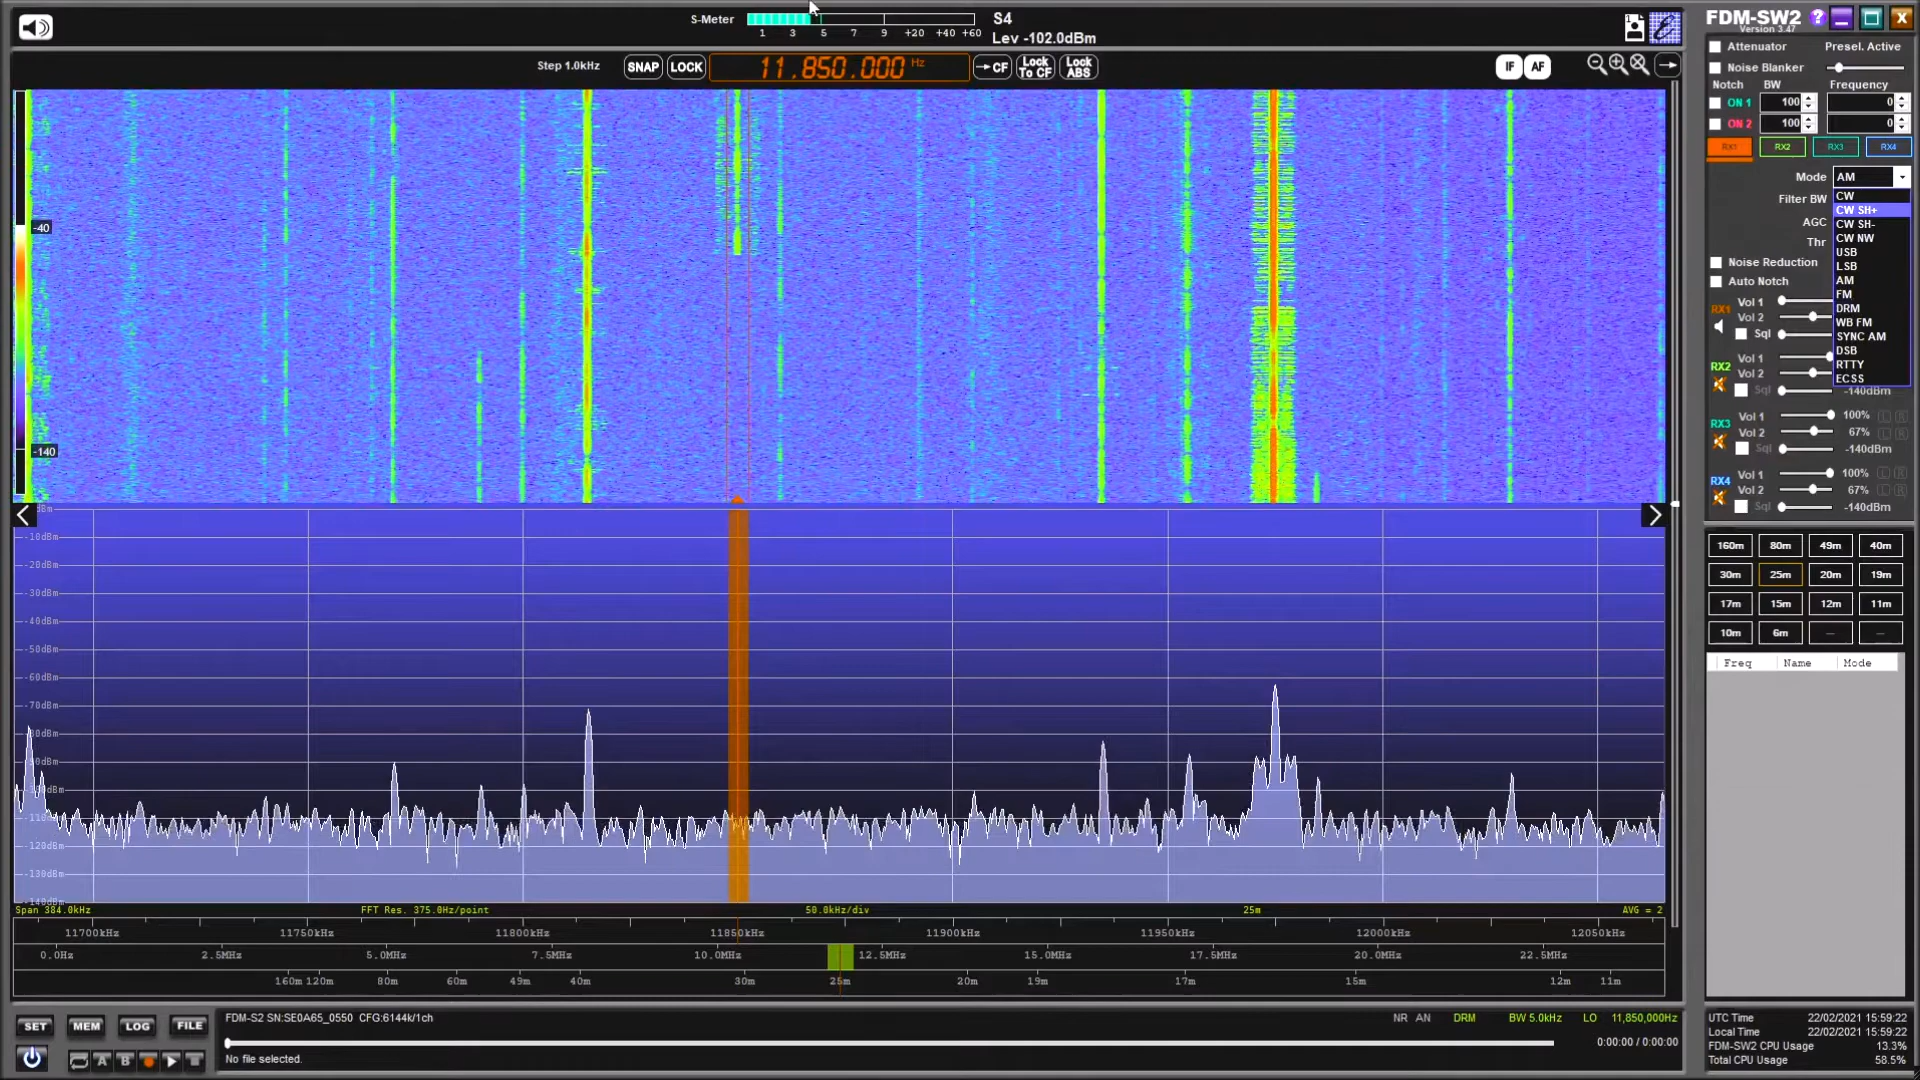 S-Meter
1 3 5 7 9 +20 +40 +60
S4
Lev -102.0dBm
FDM-SW2
Version 3.47
Step 1.0kHz
SNAP
LOCK
11.850.000 Hz
→CF
Lock To CF
Lock ABS
IF
AF
Attenuator
Presel. Active
Noise Blanker
Notch BW Frequency
ON 1 100 0
ON 2 100 0
RX1 RX2 RX3 RX4
Mode AM
Filter BW
AGC
Thr
CW
CW SH+
CW SH-
CW NW
USB
LSB
AM
FM
DRM
WB FM
SYNC AM
DSB
RTTY
ECSS
Noise Reduction
Auto Notch
RX1
Vol 1
Vol 2
Sql
RX2
Vol 1
Vol 2
Sql -140dBm
RX3
Vol 1 100% L R
Vol 2 67% L R
Sql -140dBm
RX4
Vol 1 100% L R
Vol 2 67% L R
Sql -140dBm
-40
-140
-10dBm
-20dBm
-30dBm
-40dBm
-50dBm
-60dBm
-70dBm
-80dBm
-90dBm
-100dBm
-110dBm
-120dBm
-130dBm
-140dBm
160m 80m 49m 40m
30m 25m 20m 19m
17m 15m 12m 11m
10m 6m — —
Freq Name Mode
Span 384.0kHz FFT Res. 375.0Hz/point 50.0kHz/div 25m AVG = 2
11700kHz 11750kHz 11800kHz 11850kHz 11900kHz 11950kHz 12000kHz 12050kHz
0.0Hz 2.5MHz 5.0MHz 7.5MHz 10.0MHz 12.5MHz 15.0MHz 17.5MHz 20.0MHz 22.5MHz
160m 120m 80m 60m 49m 40m 30m 25m 20m 19m 17m 15m 12m 11m
SET MEM LOG FILE
FDM-S2 SN:SE0A65_0550 CFG:6144k/1ch
NR AN DRM BW 5.0kHz LO 11,850,000Hz
0:00:00 / 0:00:00
A B
No file selected.
UTC Time 22/02/2021 15:59:22
Local Time 22/02/2021 15:59:22
FDM-SW2 CPU Usage 13.3%
Total CPU Usage 58.5%